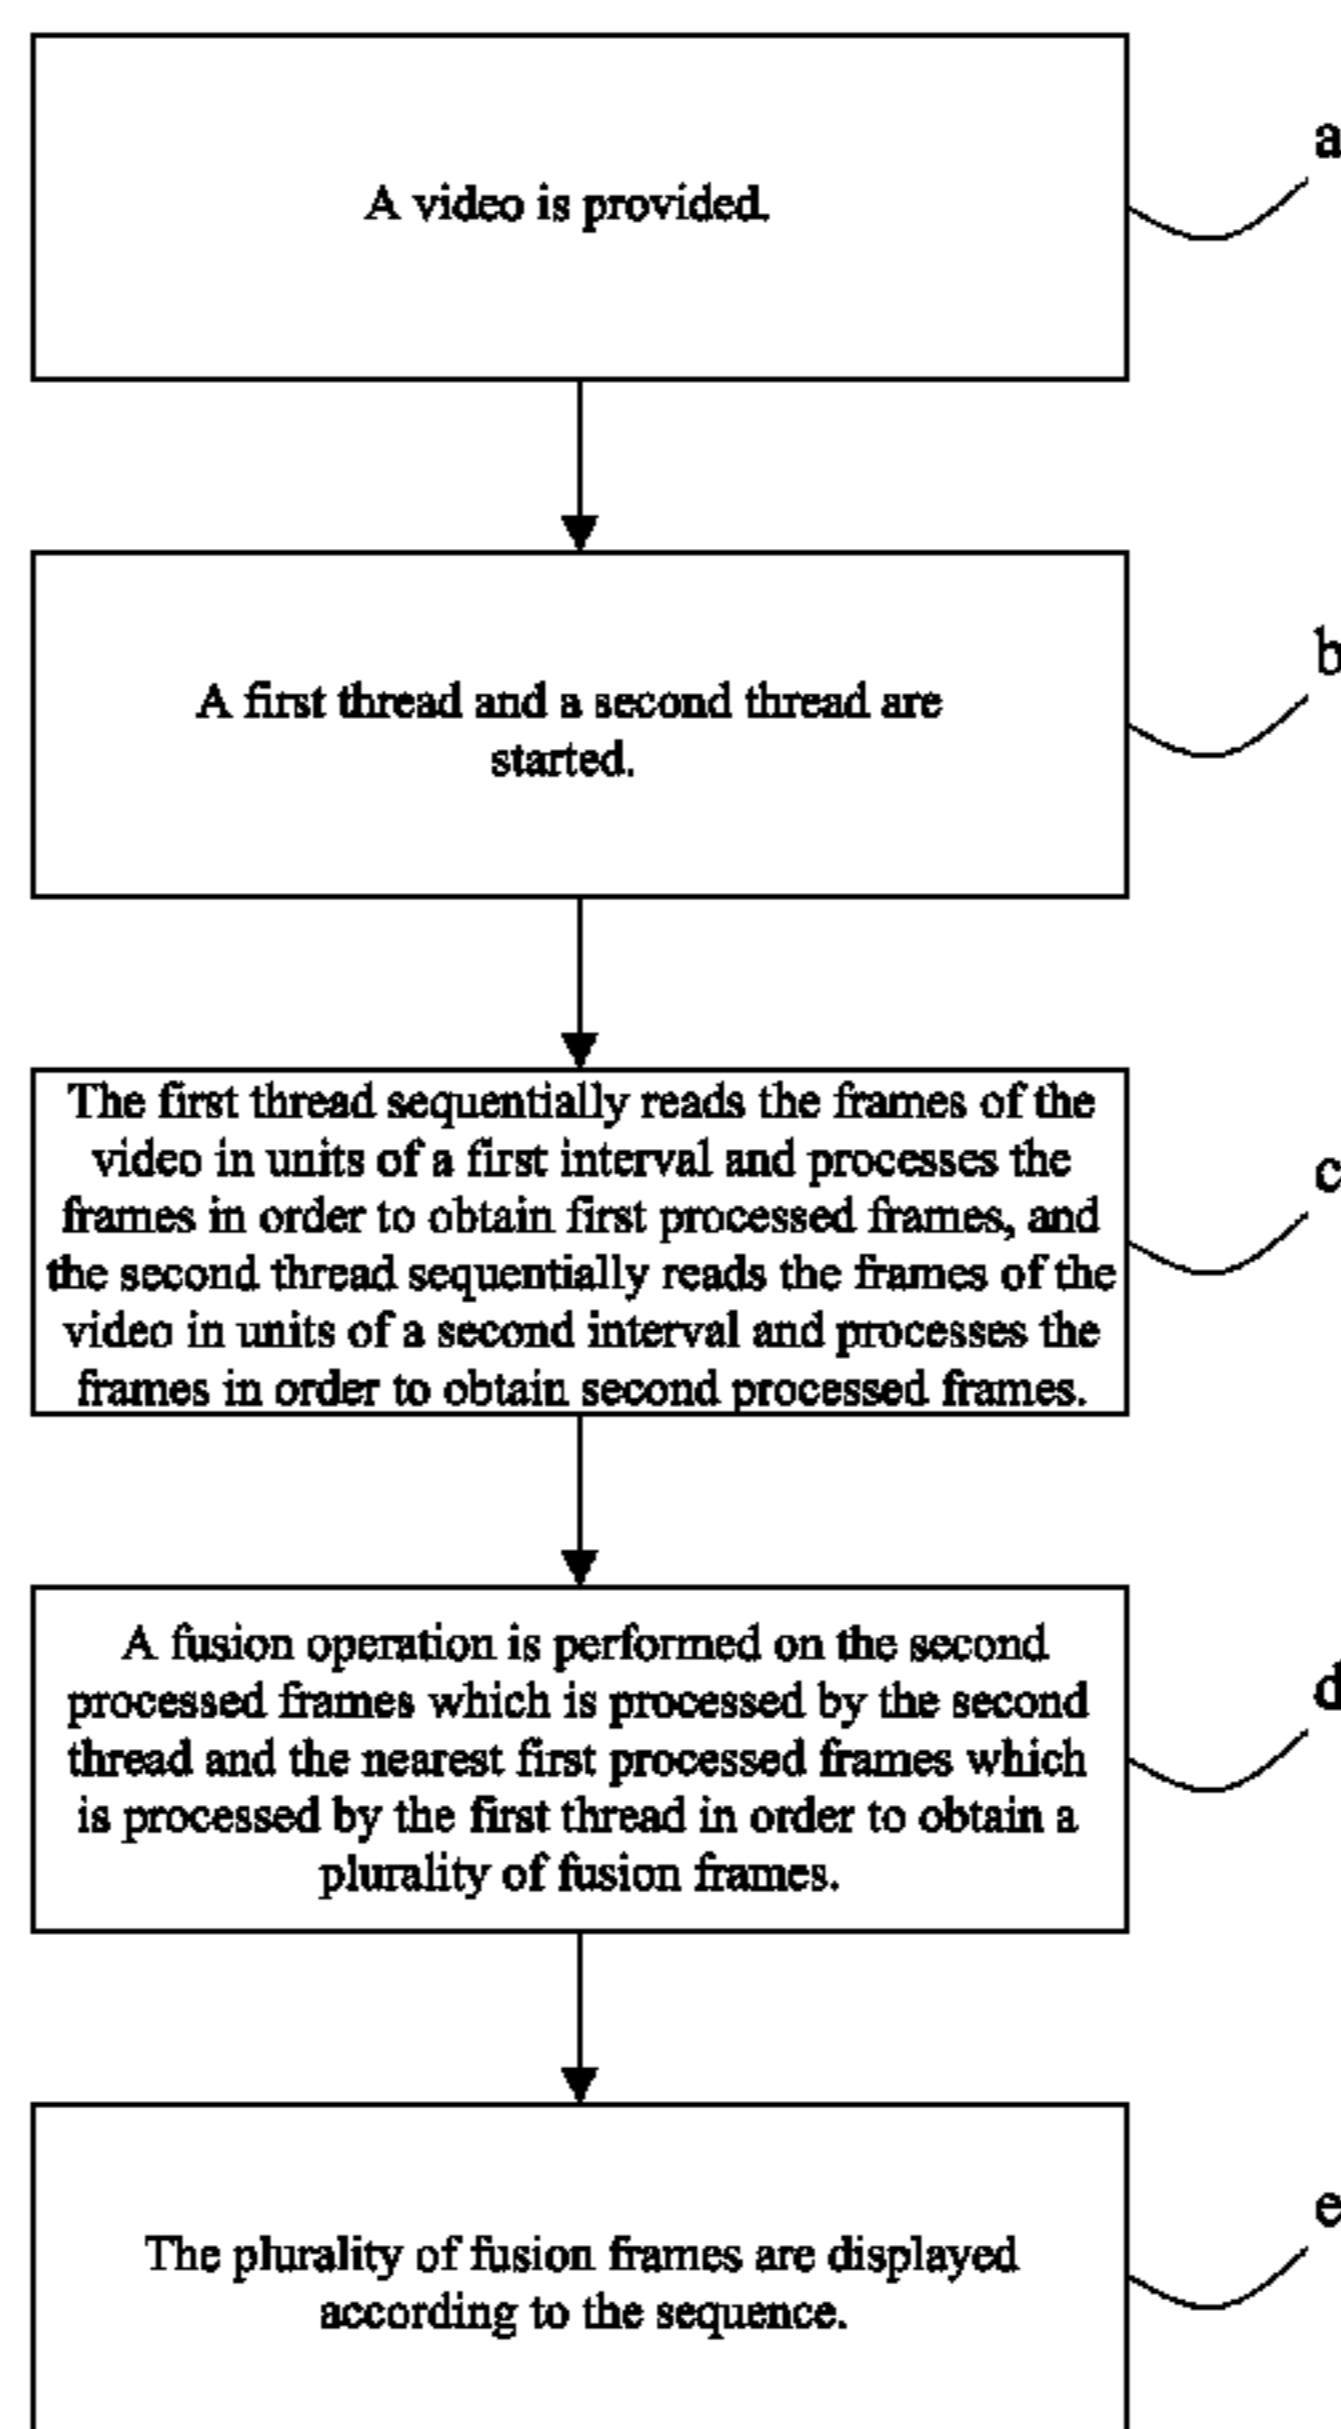 A video is provided.
a
A first thread and a second thread are
started.
b
The first thread sequentially reads the frames of the
video in units of a first interval and processes the
frames in order to obtain first processed frames, and
the second thread sequentially reads the frames of the
video in units of a second interval and processes the
frames in order to obtain second processed frames.
c
A fusion operation is performed on the second
processed frames which is processed by the second
thread and the nearest first processed frames which
is processed by the first thread in order to obtain a
plurality of fusion frames.
d
The plurality of fusion frames are displayed
according to the sequence.
e